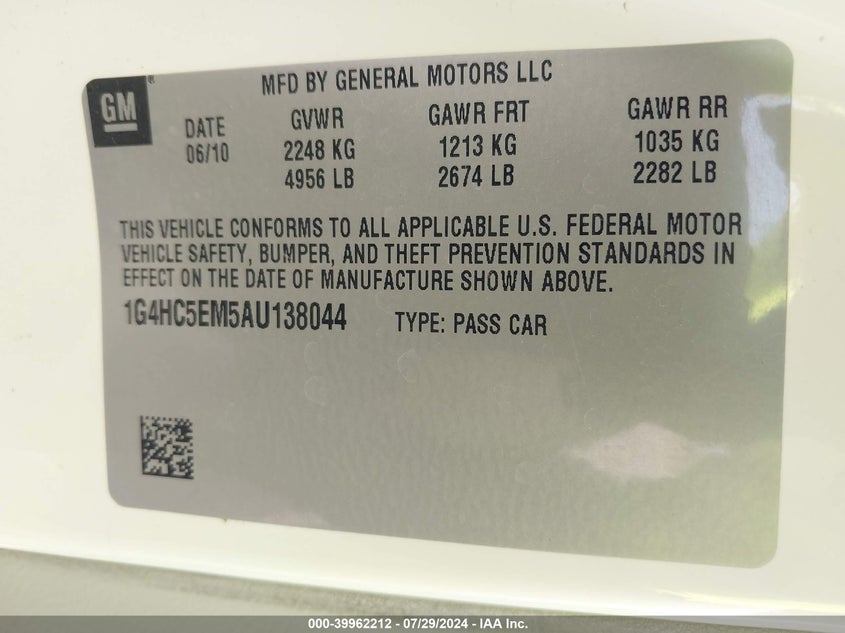 GM
MFD BY GENERAL MOTORS LLC
DATE GVWR GAWR FRT GAWR RR
06/10 2248 KG 1213 KG 1035 KG
4956 LB 2674 LB 2282 LB
THIS VEHICLE CONFORMS TO ALL APPLICABLE U.S. FEDERAL MOTOR
VEHICLE SAFETY, BUMPER, AND THEFT PREVENTION STANDARDS IN
EFFECT ON THE DATE OF MANUFACTURE SHOWN ABOVE.
1G4HC5EM5AU138044 TYPE: PASS CAR
000-39962212 - 07/29/2024 - IAA Inc.